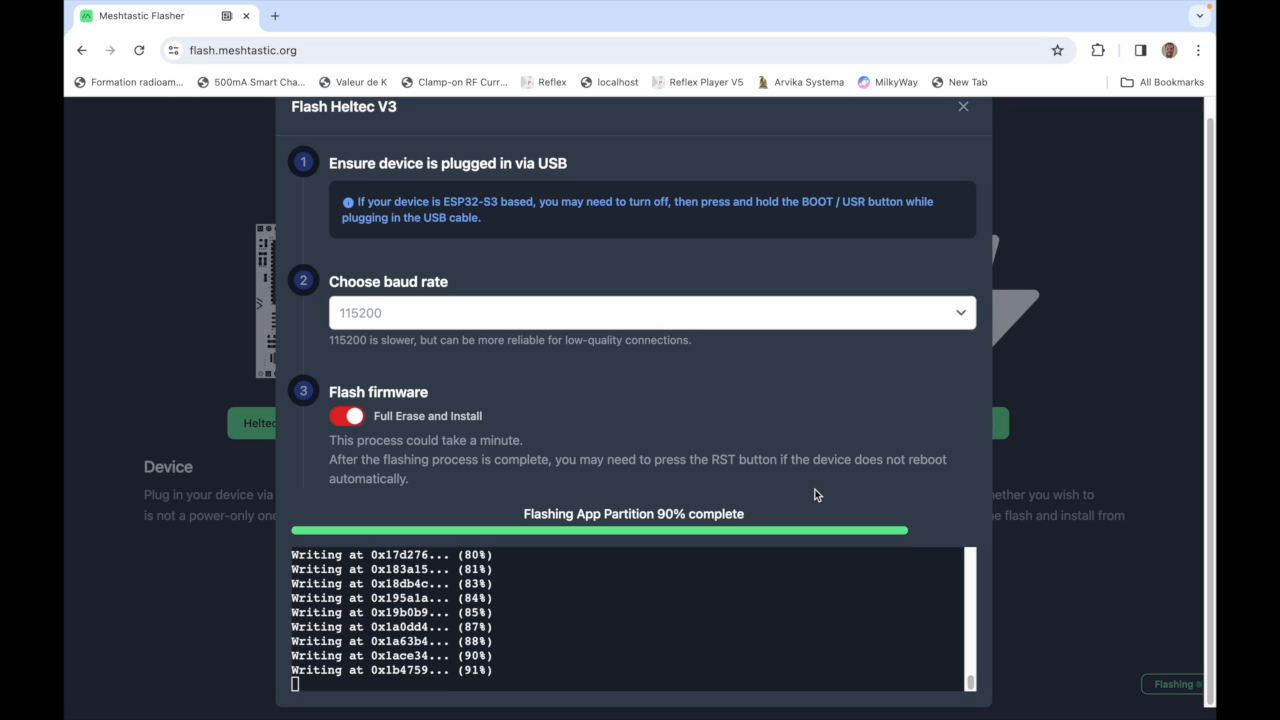 Meshtastic Flasher
flash.meshtastic.org
Formation radioam...
500mA Smart Cha...
Valeur de K
Clamp-on RF Curr...
Reflex
localhost
Reflex Player V5
Arvika Systema
MilkyWay
New Tab
All Bookmarks
Flash Heltec V3
1
Ensure device is plugged in via USB
If your device is ESP32-S3 based, you may need to turn off, then press and hold the BOOT / USR button while
plugging in the USB cable.
2
Choose baud rate
115200
115200 is slower, but can be more reliable for low-quality connections.
3
Flash firmware
Full Erase and Install
This process could take a minute.
After the flashing process is complete, you may need to press the RST button if the device does not reboot
automatically.
Flashing App Partition 90% complete
Writing at 0x17d276... (80%)
Writing at 0x183a15... (81%)
Writing at 0x18db4c... (83%)
Writing at 0x195a1a... (84%)
Writing at 0x19b0b9... (85%)
Writing at 0x1a0dd4... (87%)
Writing at 0x1a63b4... (88%)
Writing at 0x1ace34... (90%)
Writing at 0x1b4759... (91%)
Heltec
Device
Plug in your device via
is not a power-only one
hether you wish to
e flash and install from
Flashing